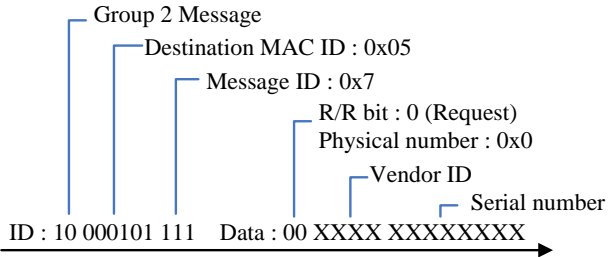 Group 2 Message
Destination MAC ID : 0x05
Message ID : 0x7
R/R bit : 0 (Request)
Physical number : 0x0
Vendor ID
Serial number
ID : 10 000101 111 Data : 00 XXXX XXXXXXXX